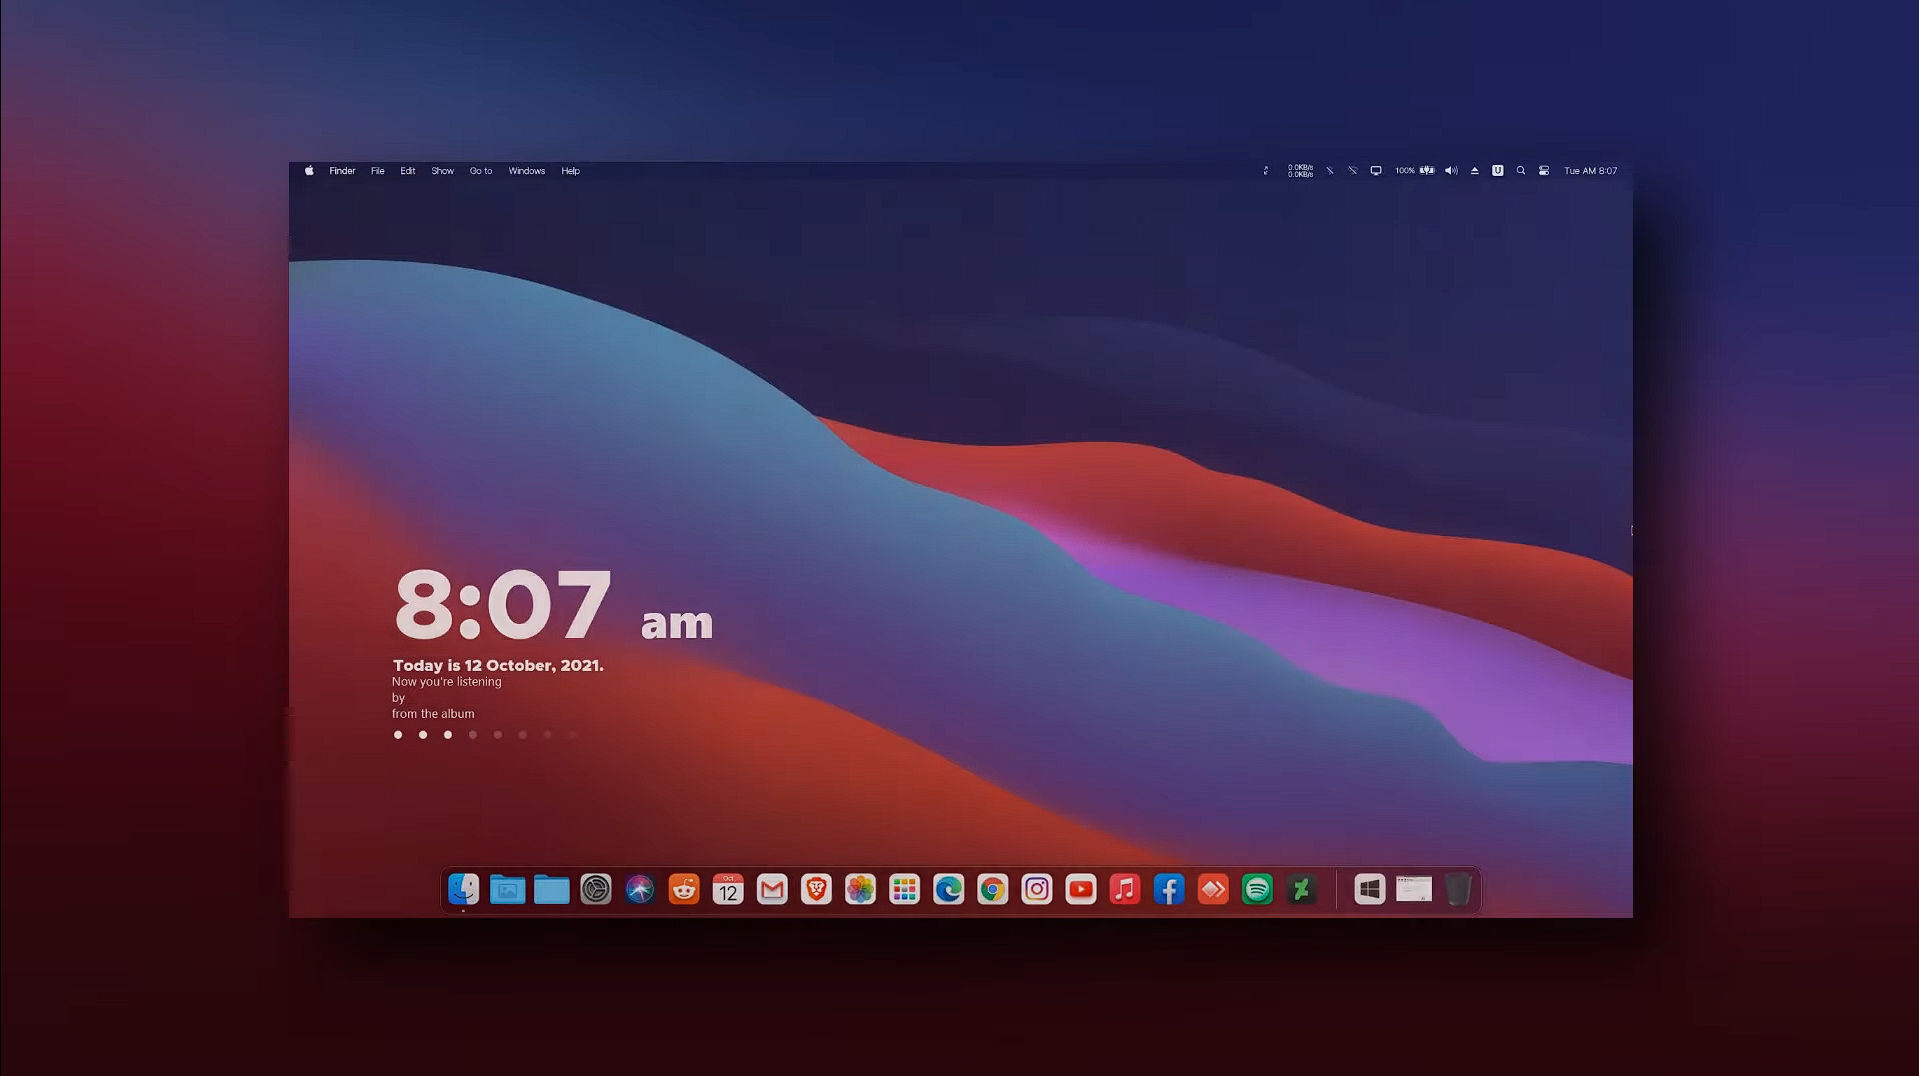 Finder File Edit Show Go to Windows Help
0.0KB/s
0.0KB/s
100% U Tue AM 8:07
8:07 am
Today is 12 October, 2021.
Now you're listening
by
from the album
Oct
12